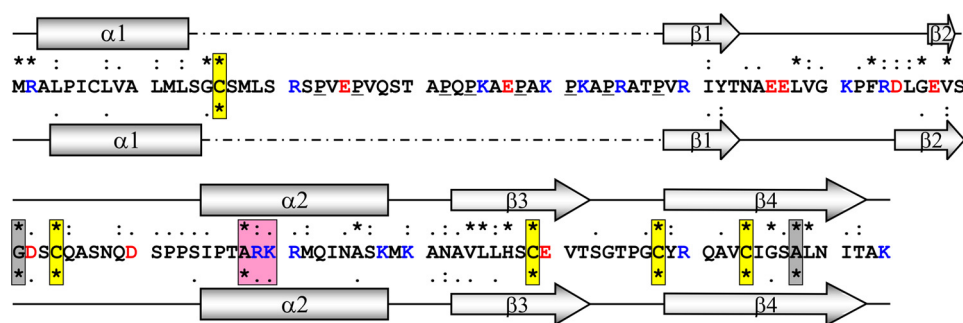 α1 β1 β2
** :. :: ** : *. .*:::: *:
MRALPICLVA LMLSGCSMLS RSPVEPVQST APQPKAEPAK PKAPRATPVR IYTNAEELVG KPFRDLGEVS
α1 β1 β2
α2 β3 β4
GDSCQASNQD SPPSIPTARK RMQINASKMK ANAVLLHSCE VTSGTPGCYR QAVCIGSALN ITAK
α2 β3 β4